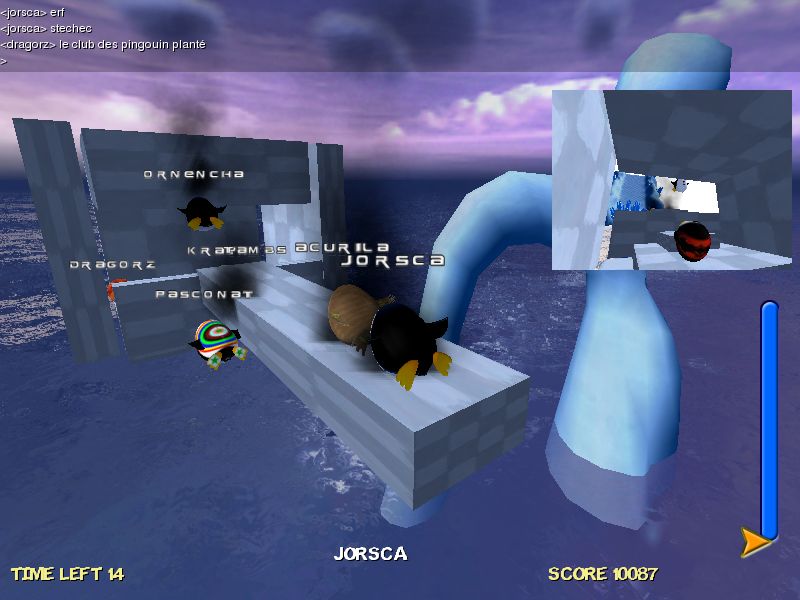 <jorsca> erf
<jorsca> stechec
<dragorz> le club des pingouin planté
>
ORNENCHA
ACURILA
JORSCA
DRAGORZ
PASCONAT
JORSCA
TIME LEFT 14
SCORE 10087